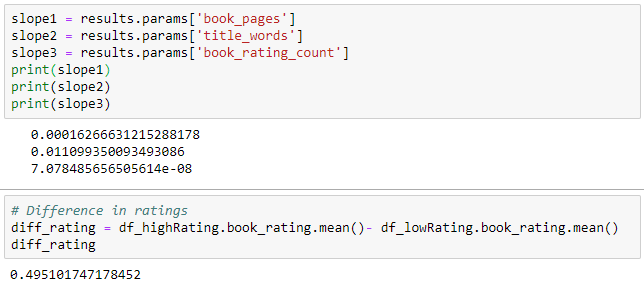 slope1 = results.params['book_pages']
slope2 = results.params['title_words']
slope3 = results.params['book_rating_count']
print(slope1)
print(slope2)
print(slope3)
0.00016266631215288178
0.011099350093493086
7.078485656505614e-08
# Difference in ratings
diff_rating = df_highRating.book_rating.mean()- df_lowRating.book_rating.mean()
diff_rating
0.495101747178452